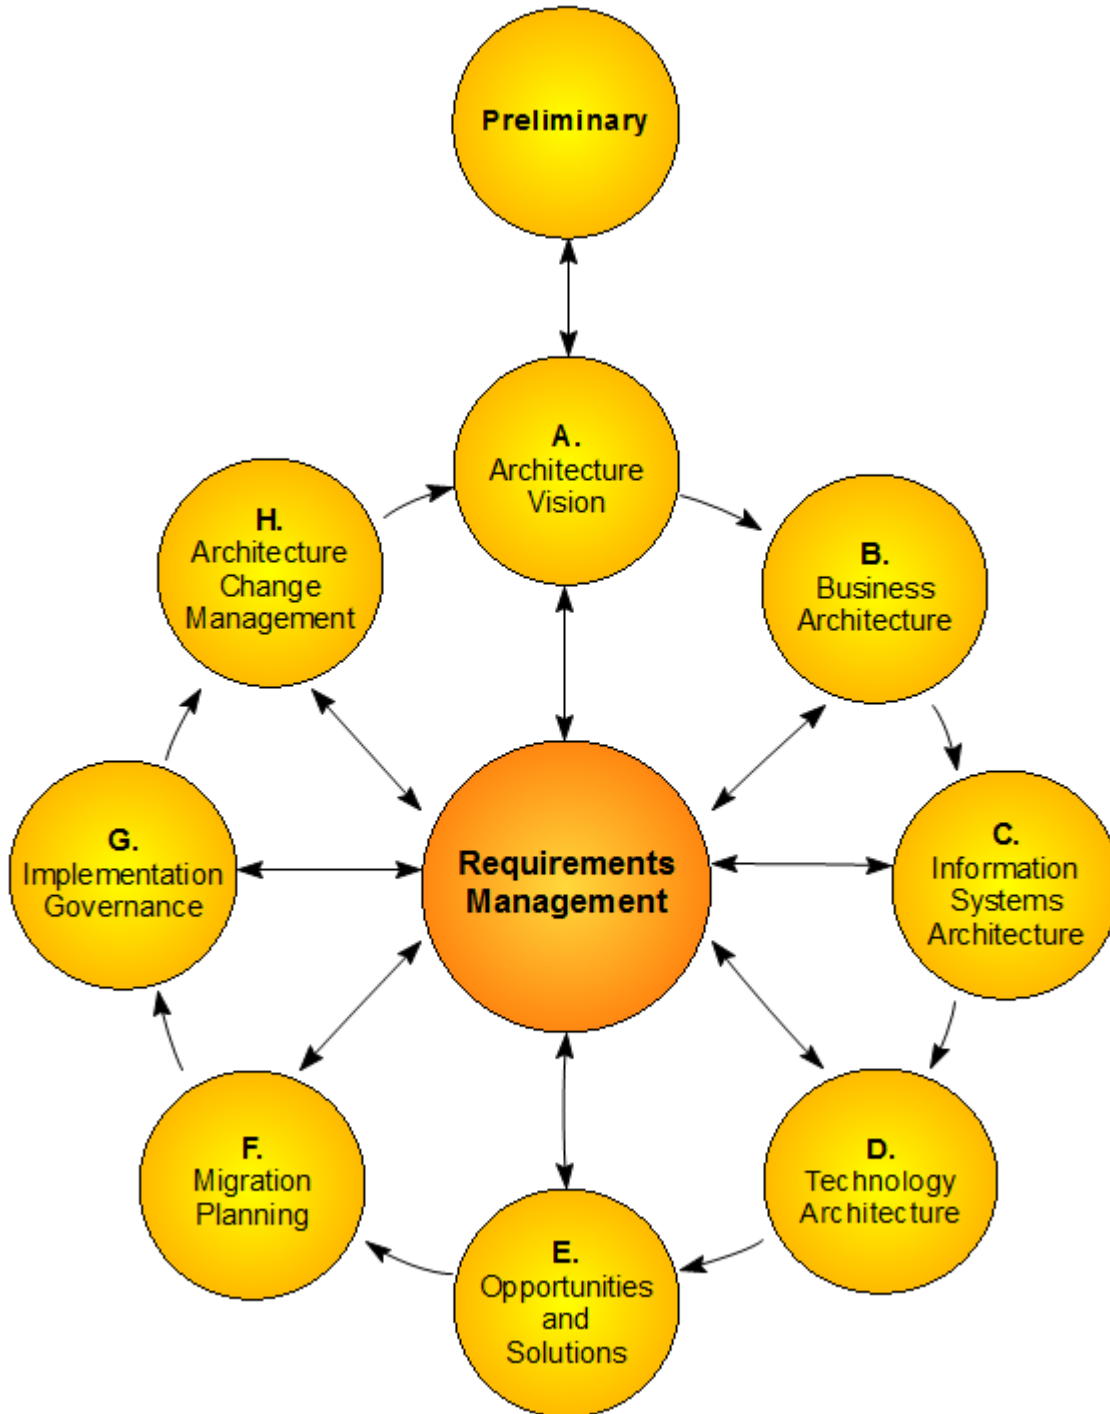 Preliminary
A.
Architecture
Vision
B.
Business
Architecture
C.
Information
Systems
Architecture
D.
Technology
Architecture
E.
Opportunities
and
Solutions
F.
Migration
Planning
G.
Implementation
Governance
H.
Architecture
Change
Management
Requirements
Management